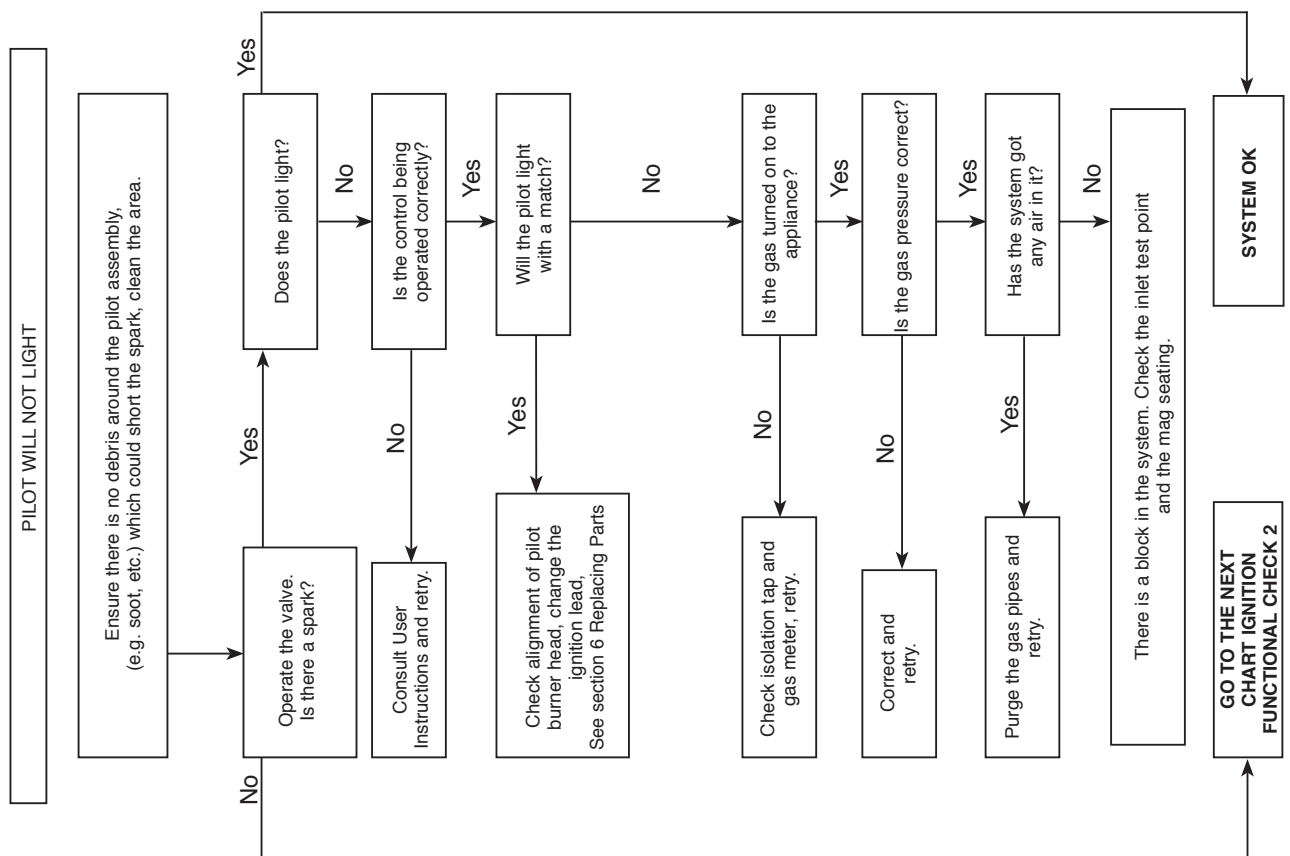 PILOT WILL NOT LIGHT
Ensure there is no debris around the pilot assembly,
(e.g. soot, etc.) which could short the spark, clean the area.
Operate the valve.
Is there a spark?
No
Yes
Does the pilot light?
Yes
No
Is the control being
operated correctly?
No
Consult User
Instructions and retry.
Yes
Will the pilot light
with a match?
Yes
Check alignment of pilot
burner head, change the
ignition lead,
See section 6 Replacing Parts
No
Is the gas turned on to the
appliance?
No
Check isolation tap and
gas meter, retry.
Yes
Is the gas pressure correct?
No
Correct and
retry.
Yes
Has the system got
any air in it?
Yes
Purge the gas pipes and
retry.
No
There is a block in the system. Check the inlet test point
and the mag seating.
GO TO THE NEXT
CHART IGNITION
FUNCTIONAL CHECK 2
SYSTEM OK